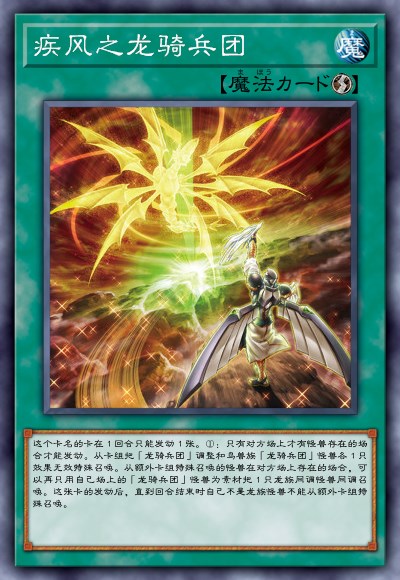 疾风之龙骑兵团
魔
【魔法カード】
ま ほう
这个卡名的卡在1回合只能发动1张。①：只有对方场上才有怪兽存在的场
合才能发动。从卡组把「龙骑兵团」调整和鸟兽族「龙骑兵团」怪兽各1只
效果无效特殊召唤。从额外卡组特殊召唤的怪兽在对方场上存在的场合，可
以再只用自己场上的「龙骑兵团」怪兽为素材把1只龙族同调怪兽同调召
唤。这张卡的发动后，直到回合结束时自己不是龙族怪兽不能从额外卡组特
殊召唤。